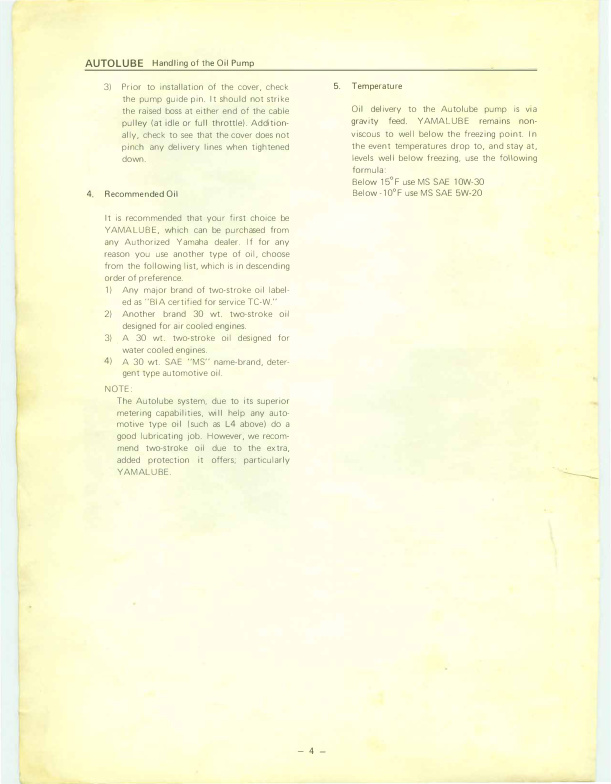 AUTOLUBE Handling of the Oil Pump
3) Prior to installation of the cover, check
the pump guide pin. It should not strike
the raised boss at either end of the cable
pulley (at idle or full throttle). Addition-
ally, check to see that the cover does not
pinch any delivery lines when tightened
down.
4. Recommended Oil
It is recommended that your first choice be
YAMALUBE, which can be purchased from
any Authorized Yamaha dealer. If for any
reason you use another type of oil, choose
from the following list, which is in descending
order of preference.
1) Any major brand of two-stroke oil label-
ed as "BIA certified for service TC-W."
2) Another brand 30 wt. two-stroke oil
designed for air cooled engines.
3) A 30 wt. two-stroke oil designed for
water cooled engines.
4) A 30 wt. SAE "MS" name-brand, deter-
gent type automotive oil.
NOTE:
The Autolube system, due to its superior
metering capabilities, will help any auto-
motive type oil (such as L4 above) do a
good lubricating job. However, we recom-
mend two-stroke oil due to the extra,
added protection it offers; particularly
YAMALUBE.
5. Temperature
Oil delivery to the Autolube pump is via
gravity feed. YAMALUBE remains non-
viscous to well below the freezing point. In
the event temperatures drop to, and stay at,
levels well below freezing, use the following
formula:
Below 15°F use MS SAE 10W-30
Below -10°F use MS SAE 5W-20
— 4 —